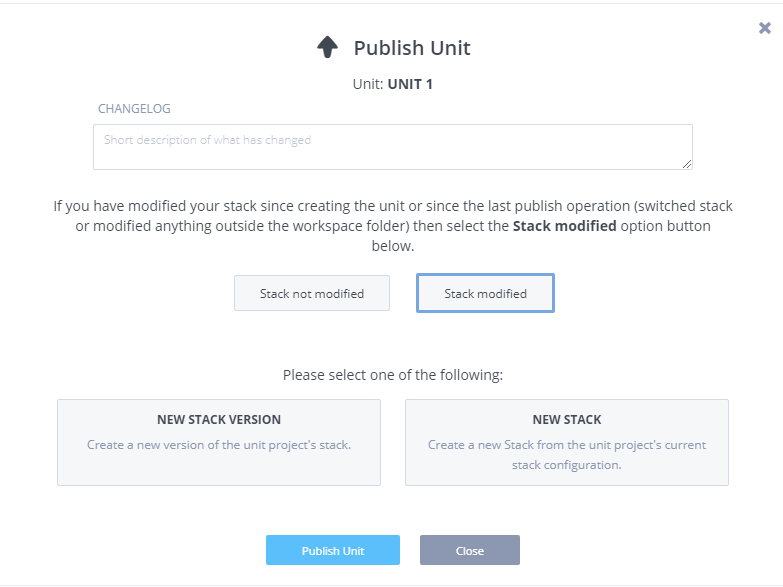 Publish Unit
Unit: UNIT 1
CHANGELOG
Short description of what has changed
If you have modified your stack since creating the unit or since the last publish operation (switched stack
or modified anything outside the workspace folder) then select the Stack modified option button
below.
Stack not modified
Stack modified
Please select one of the following:
NEW STACK VERSION
Create a new version of the unit project's stack.
NEW STACK
Create a new Stack from the unit project's current
stack configuration.
Publish Unit
Close